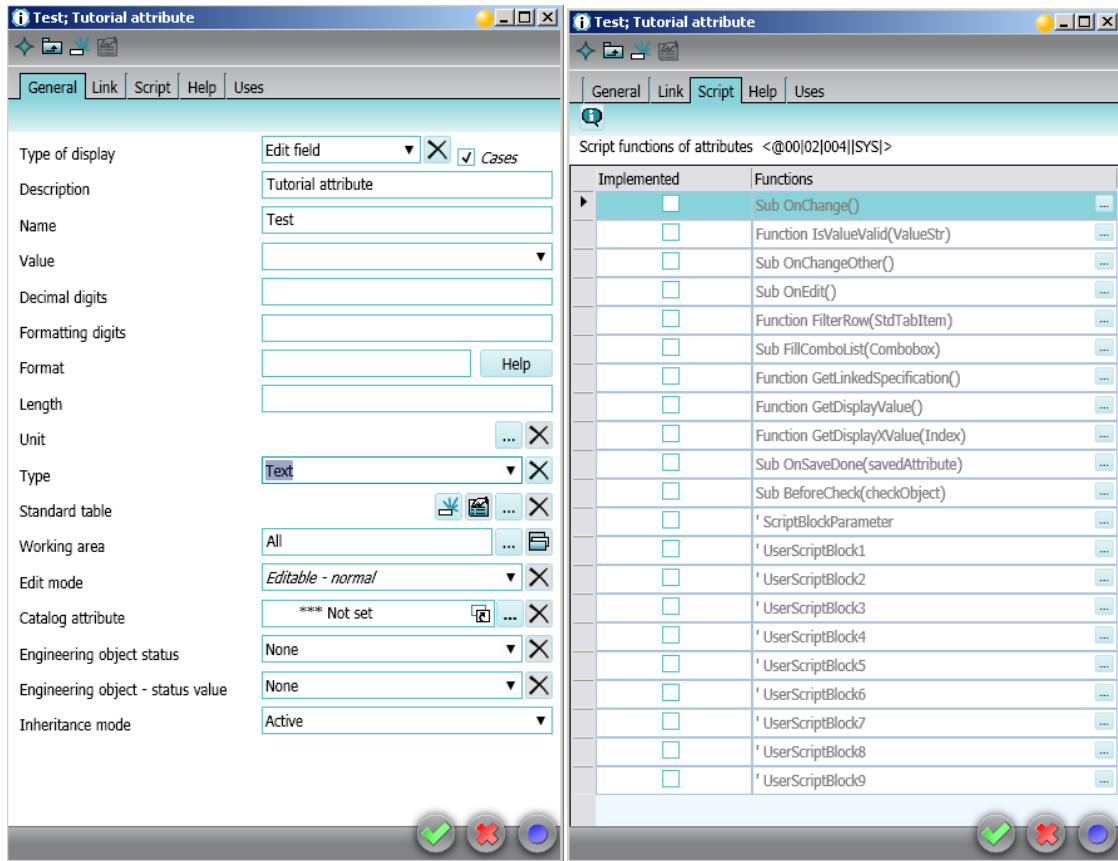 Test; Tutorial attribute
General Link Script Help Uses
Type of display Edit field Cases
Description Tutorial attribute
Name Test
Value
Decimal digits
Formatting digits
Format Help
Length
Unit ...
Type Text
Standard table ...
Working area All ...
Edit mode Editable - normal
Catalog attribute *** Not set ...
Engineering object status None
Engineering object - status value None
Inheritance mode Active
Test; Tutorial attribute
General Link Script Help Uses
Script functions of attributes <@00|02|004||SYS|>
Implemented Functions
Sub OnChange() ...
Function IsValueValid(ValueStr) ...
Sub OnChangeOther() ...
Sub OnEdit() ...
Function FilterRow(StdTabItem) ...
Sub FillComboList(Combobox) ...
Function GetLinkedSpecification() ...
Function GetDisplayValue() ...
Function GetDisplayXValue(Index) ...
Sub OnSaveDone(savedAttribute) ...
Sub BeforeCheck(checkObject) ...
' ScriptBlockParameter ...
' UserScriptBlock1 ...
' UserScriptBlock2 ...
' UserScriptBlock3 ...
' UserScriptBlock4 ...
' UserScriptBlock5 ...
' UserScriptBlock6 ...
' UserScriptBlock7 ...
' UserScriptBlock8 ...
' UserScriptBlock9 ...